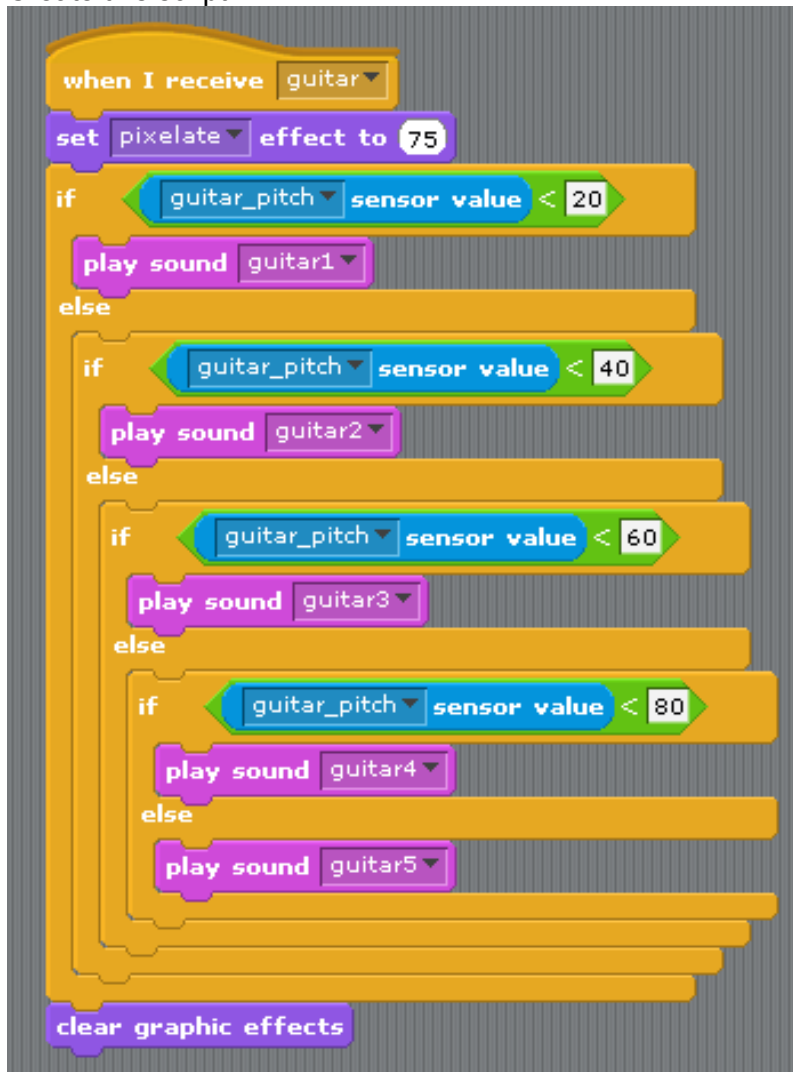 when I receive guitar
set pixelate effect to 75
if guitar_pitch sensor value < 20
play sound guitar1
else
if guitar_pitch sensor value < 40
play sound guitar2
else
if guitar_pitch sensor value < 60
play sound guitar3
else
if guitar_pitch sensor value < 80
play sound guitar4
else
play sound guitar5
clear graphic effects